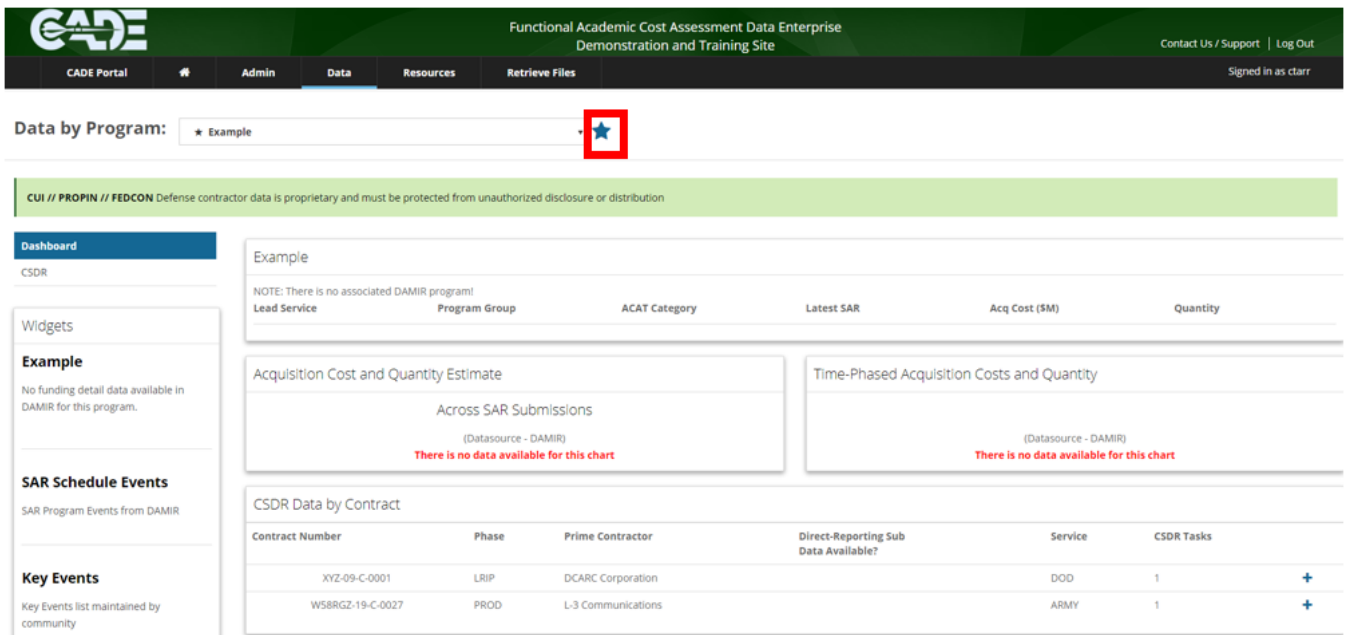 CADE
Functional Academic Cost Assessment Data Enterprise
Demonstration and Training Site
Contact Us / Support | Log Out
CADE Portal Admin Data Resources Retrieve Files Signed in as ctarr
Data by Program: ★ Example
CUI // PROPIN // FEDCON Defense contractor data is proprietary and must be protected from unauthorized disclosure or distribution
Dashboard
CSDR
Widgets
Example
No funding detail data available in
DAMIR for this program.
SAR Schedule Events
SAR Program Events from DAMIR
Key Events
Key Events list maintained by
community
Example
NOTE: There is no associated DAMIR program!
Lead Service Program Group ACAT Category Latest SAR Acq Cost ($M) Quantity
Acquisition Cost and Quantity Estimate
Across SAR Submissions
(Datasource - DAMIR)
There is no data available for this chart
Time-Phased Acquisition Costs and Quantity
(Datasource - DAMIR)
There is no data available for this chart
CSDR Data by Contract
Contract Number Phase Prime Contractor Direct-Reporting Sub Service CSDR Tasks
Data Available?
XYZ-09-C-0001 LRIP DCARC Corporation DOD 1 +
W58RGZ-19-C-0027 PROD L-3 Communications ARMY 1 +